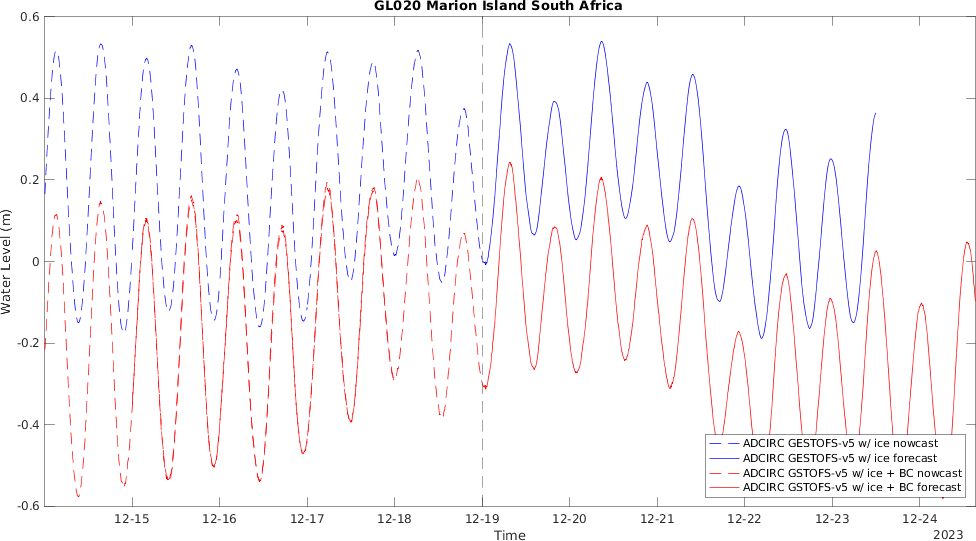 GL020 Marion Island South Africa
0.6
0.4
0.2
0
-0.2
-0.4
-0.6
Water Level (m)
12-15 12-16 12-17 12-18 12-19 12-20 12-21 12-22 12-23 12-24
Time
2023
ADCIRC GESTOFS-v5 w/ ice nowcast
ADCIRC GESTOFS-v5 w/ ice forecast
ADCIRC GSTOFS-v5 w/ ice + BC nowcast
ADCIRC GSTOFS-v5 w/ ice + BC forecast